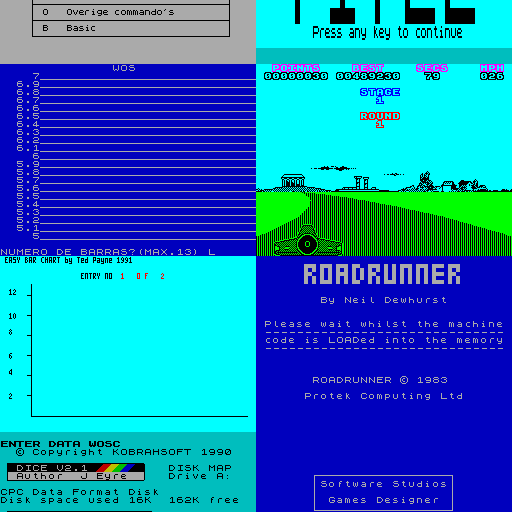 O Overige commando's
B Basic
Press any key to continue
WOS
7
6.9
6.8
6.7
6.6
6.5
6.4
6.3
6.2
6.1
6
5.9
5.8
5.7
5.6
5.5
5.4
5.3
5.2
5.1
5
NUMERO DE BARRAS?(MAX.13) L
POINTS BEST SECS MPH
00000030 00489230 79 026
STAGE
1
ROUND
1
EASY BAR CHART by Ted Payne 1991
ENTRY NO 1 OF 2
12
10
8
6
4
2
ENTER DATA WOSC
© Copyright KOBRAHSOFT 1990
DICE V2.1 DISK MAP
Author J Eyre Drive A:
CPC Data Format Disk
Disk space used 16K 162K free
ROADRUNNER
By Neil Dewhurst
Please wait whilst the machine
code is LOADed into the memory
ROADRUNNER © 1983
Protek Computing Ltd
Software Studios
Games Designer